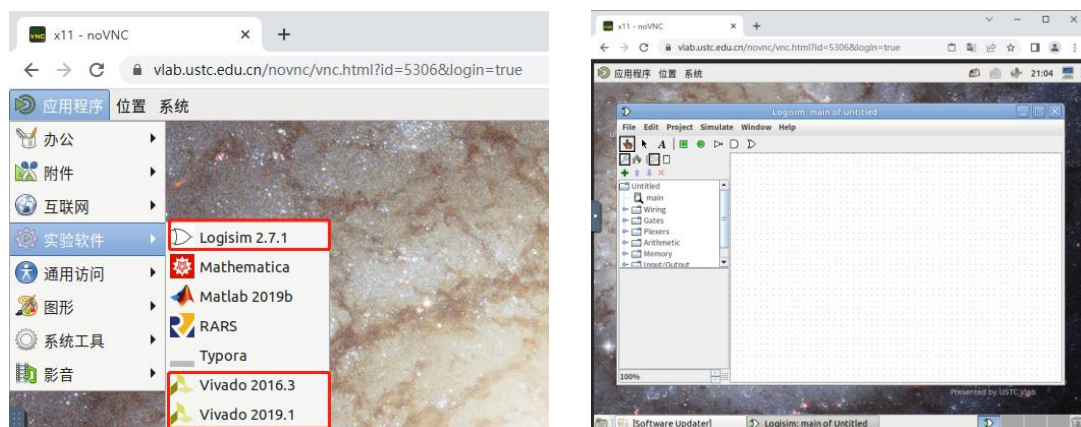 x11 - noVNC
vlab.ustc.edu.cn/novnc/vnc.html?id=5306&login=true
应用程序 位置 系统
办公
附件
互联网
实验软件
通用访问
图形
系统工具
影音
Logisim 2.7.1
Mathematica
Matlab 2019b
RARS
Typora
Vivado 2016.3
Vivado 2019.1
x11 - noVNC
vlab.ustc.edu.cn/novnc/vnc.html?id=5306&login=true
应用程序 位置 系统
21:04
Logisim: main of Untitled
File Edit Project Simulate Window Help
Untitled
main
Wiring
Gates
Plexers
Arithmetic
Memory
Input/Output
100%
Presented by USTC Vlab
[Software Updater]
Logisim: main of Untitled